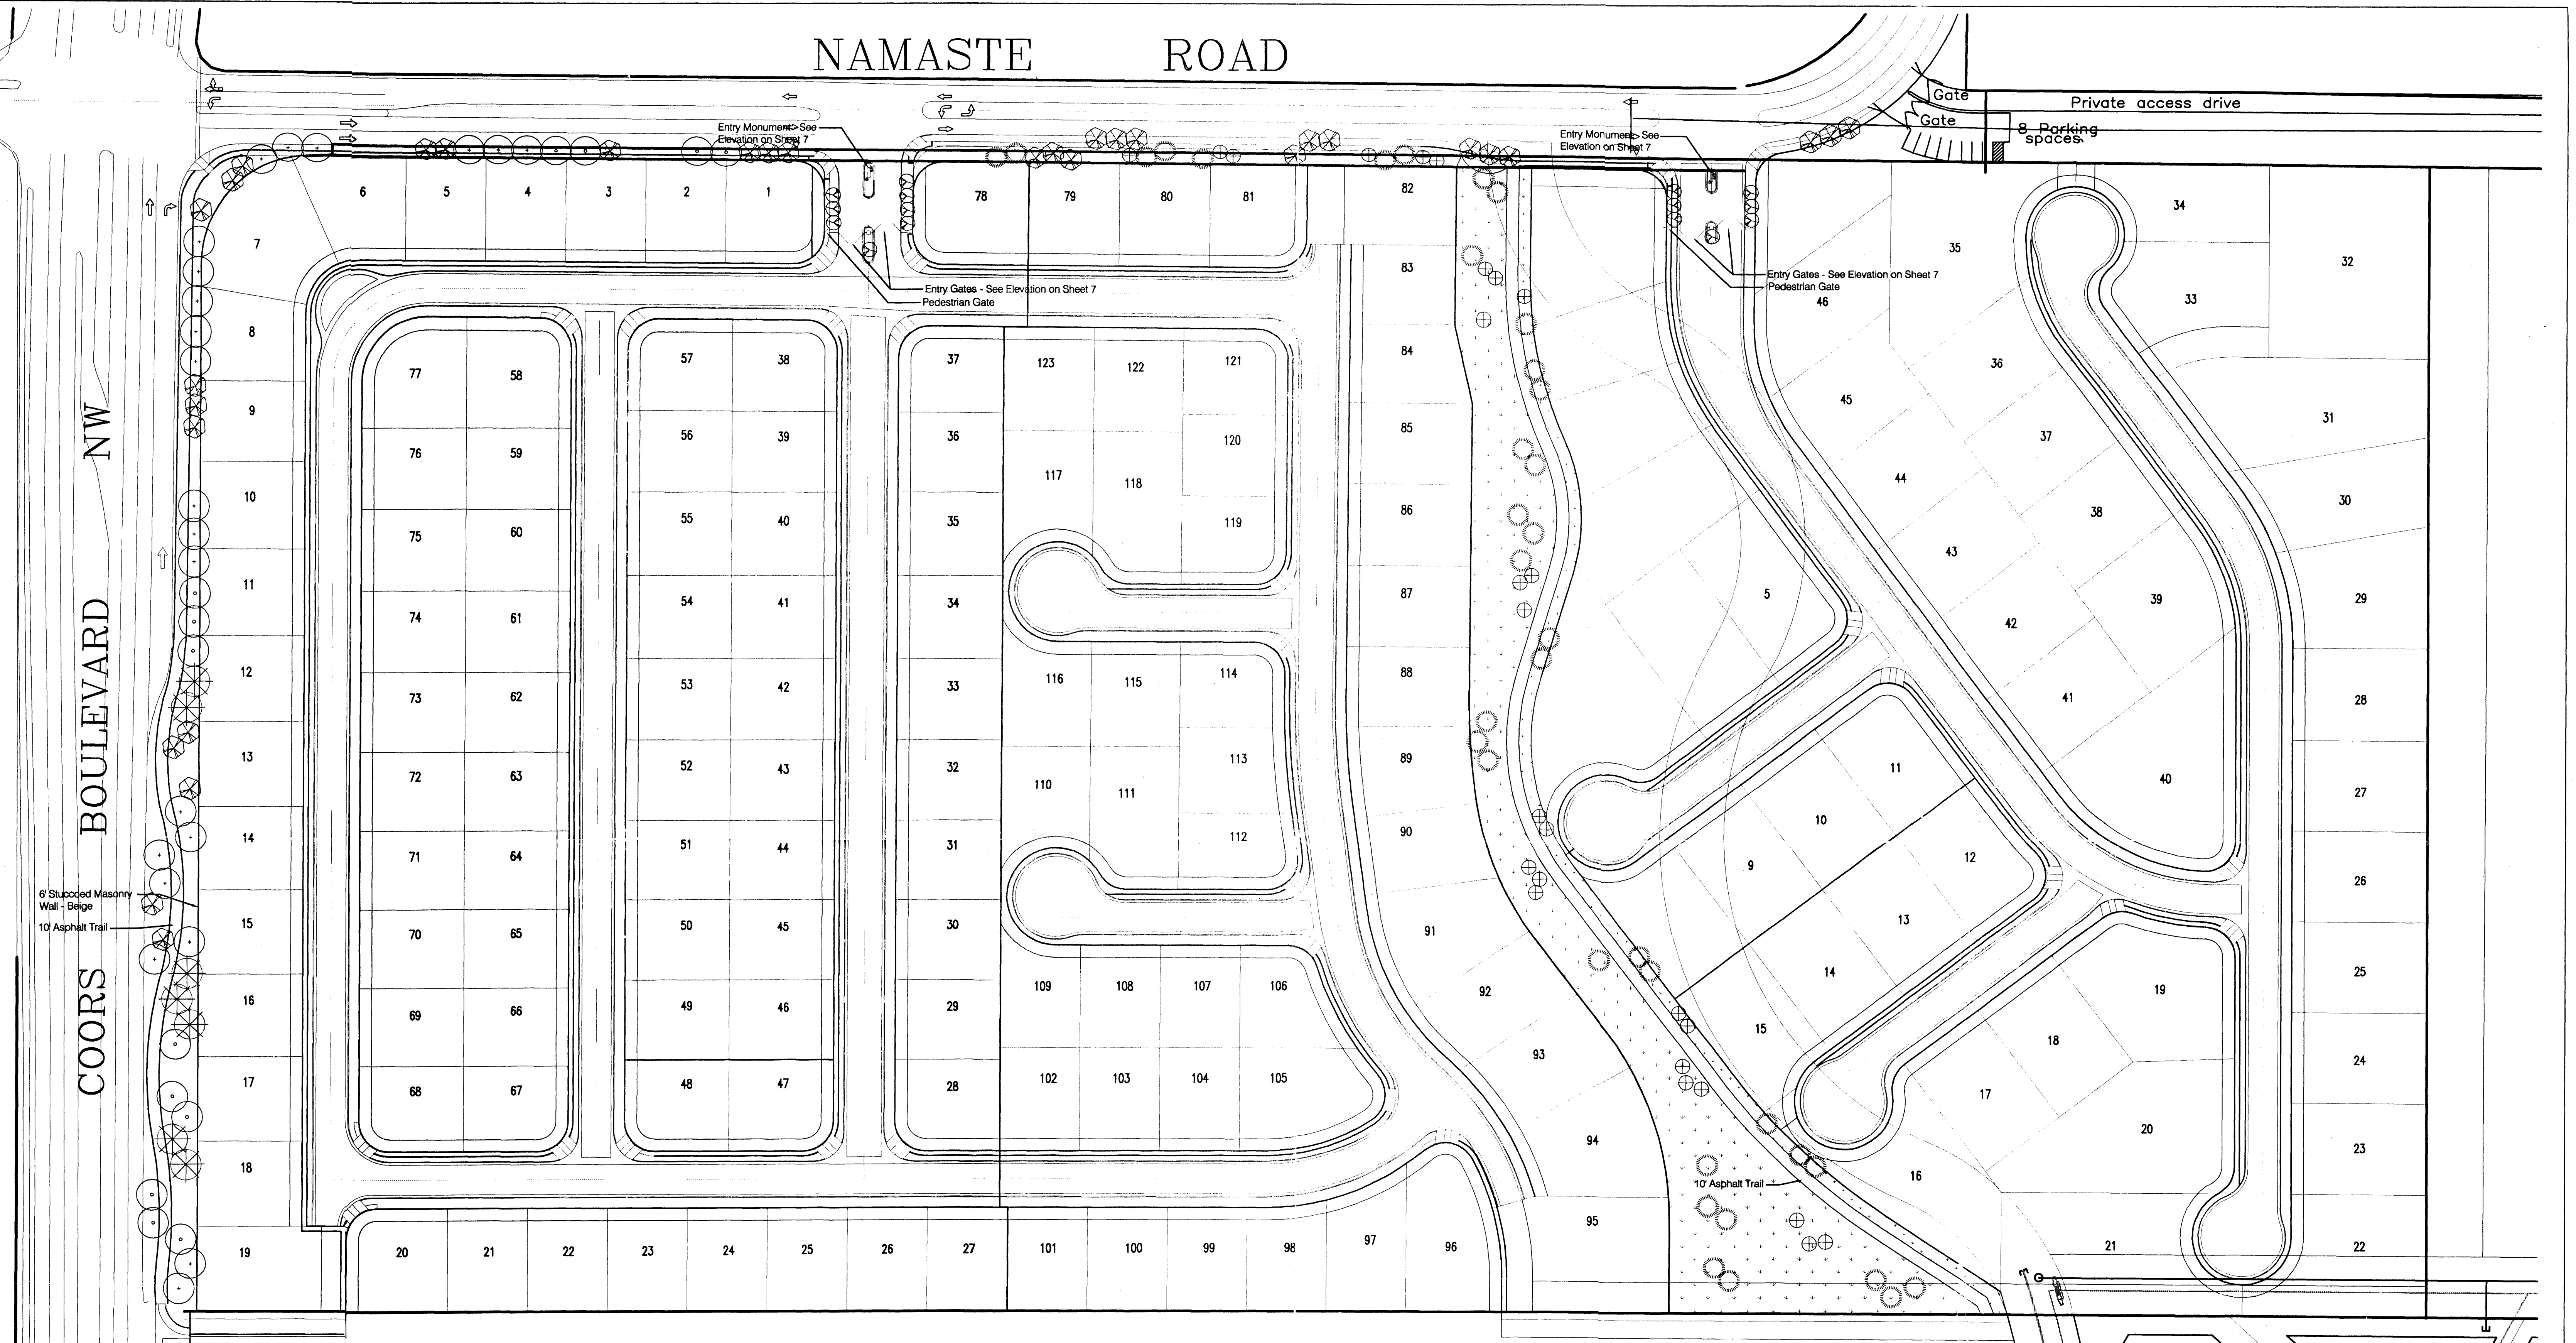 NAMASTE ROAD
Gate
Private access drive
Gate
8 Parking
spaces
Entry Monument - See
Elevation on Sheet 7
Entry Monument - See
Elevation on Sheet 7
6 5 4 3 2 1 78 79 80 81 82
7
35
34
32
33
46
83
Entry Gates - See Elevation on Sheet 7
Pedestrian Gate
Entry Gates - See Elevation on Sheet 7
Pedestrian Gate
8
77 58 57 38 37 123 122 121 84
36
45
31
9
76 59 56 39 36 117 118 120 85
37
44
30
10
75 60 55 40 35 119 86
38
43
11
74 61 54 41 34 87
5
42
39
29
12
73 62 53 42 33 116 115 114 88
41
28
13
72 63 52 43 32 110 111 113 89
11
40
27
14
71 64 51 44 31 112 90
10
9
12
26
6' Stuccoed Masonry
Wall - Beige
10' Asphalt Trail
15
70 65 50 45 30 91
13
14
25
16
69 66 49 46 29 109 108 107 106 92
15
19
18
24
17
68 67 48 47 28 102 103 104 105 93
17
20
23
18
94
10' Asphalt Trail
16
19 20 21 22 23 24 25 26 27 101 100 99 98 97 96 95
21
22
COORS BOULEVARD NW